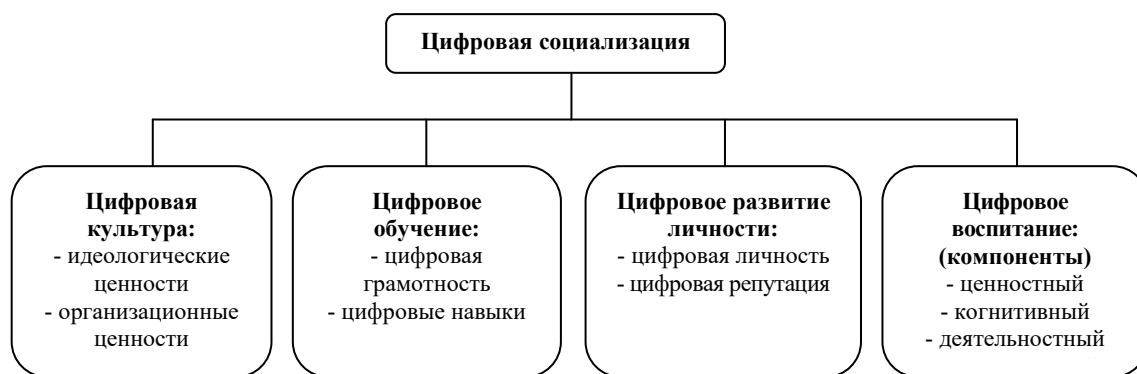 Цифровая социализация
Цифровая
культура:
- идеологические
ценности
- организационные
ценности
Цифровое
обучение:
- цифровая
грамотность
- цифровые навыки
Цифровое развитие
личности:
- цифровая личность
- цифровая репутация
Цифровое
воспитание:
(компоненты)
- ценностный
- когнитивный
- деятельностный